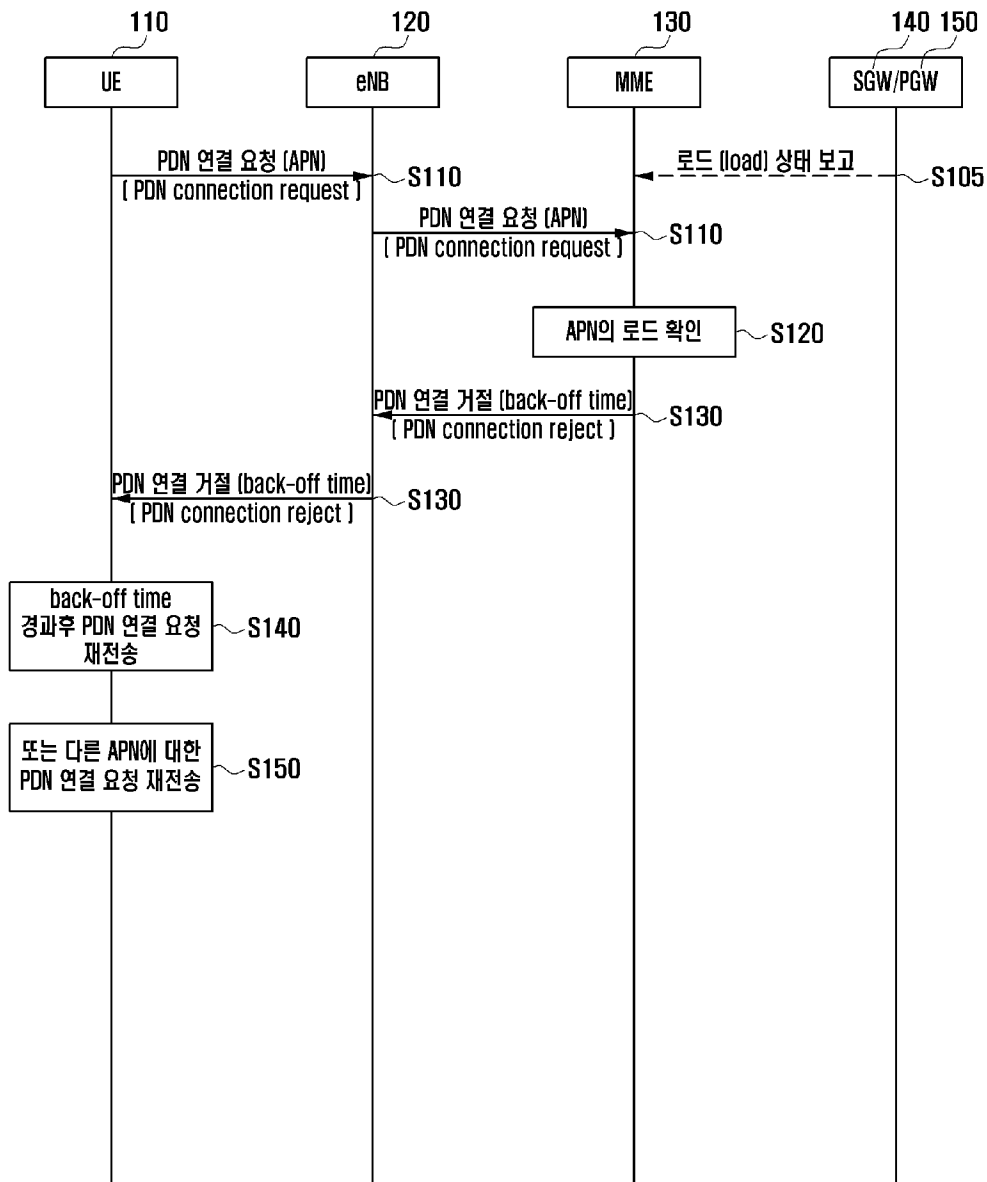 110
120
130
140 150
UE
eNB
MME
SGW/PGW
PDN 연결 요청 (APN)
( PDN connection request )
S110
로드 (load) 상태 보고
S105
PDN 연결 요청 (APN)
( PDN connection request )
S110
APN의 로드 확인
S120
PDN 연결 거절 (back-off time)
( PDN connection reject )
S130
PDN 연결 거절 (back-off time)
( PDN connection reject )
S130
back-off time
경과후 PDN 연결 요청
재전송
S140
또는 다른 APN에 대한
PDN 연결 요청 재전송
S150